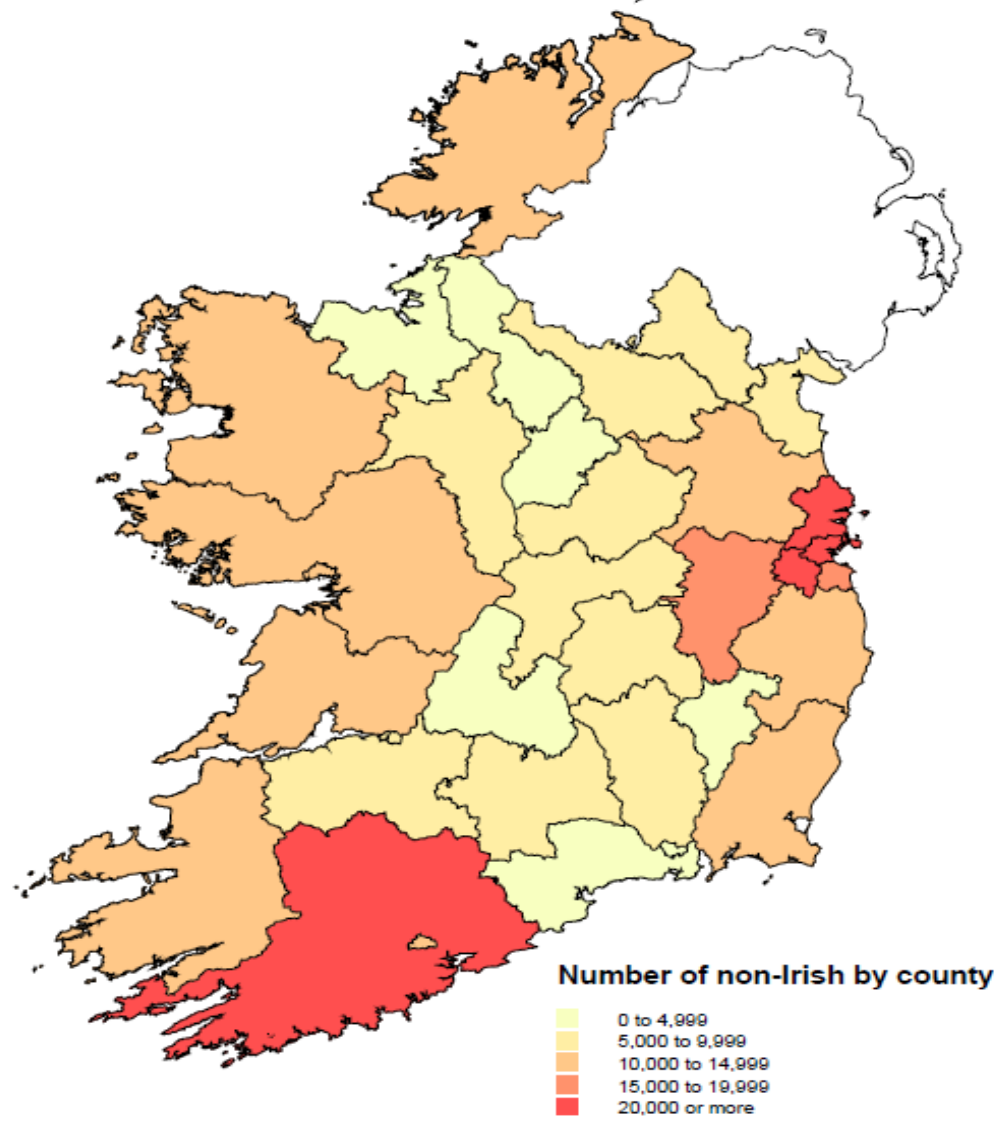 Number of non-Irish by county
0 to 4,999
5,000 to 9,999
10,000 to 14,999
15,000 to 19,999
20,000 or more